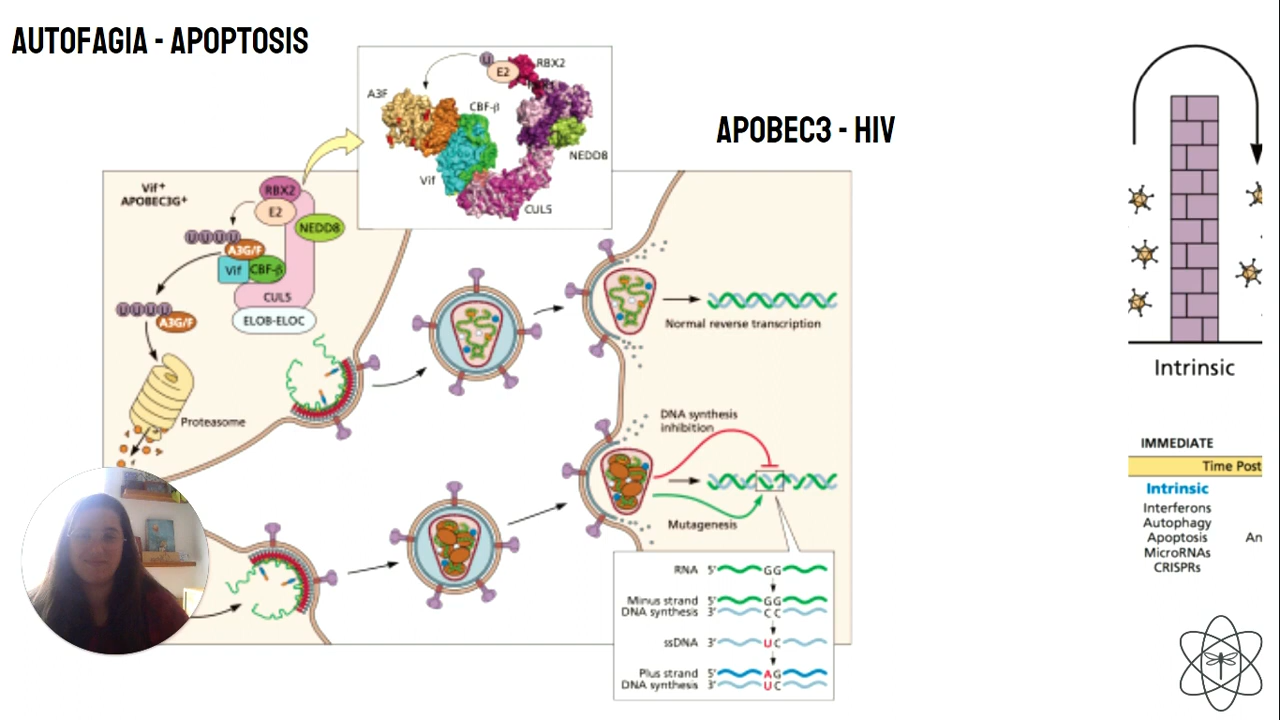 AUTOFAGIA - APOPTOSIS
APOBEC3 - HIV
U
E2
RBX2
A3F
CBF-β
NEDD8
Vif
CUL5
Vif+
APOBEC3G+
RBX2
E2
NEDD8
UUUU
A3G/F
Vif
CBF-β
CUL5
ELOB-ELOC
UUUU
A3G/F
Proteasome
Normal reverse transcription
DNA synthesis
inhibition
Mutagenesis
RNA 5' GG
Minus strand 5' GG
DNA synthesis 3' CC
ssDNA 3' UC
Plus strand 5' AG
DNA synthesis 3' UC
Intrinsic
IMMEDIATE
Time Post
Intrinsic
Interferons
Autophagy
Apoptosis An
MicroRNAs
CRISPRs